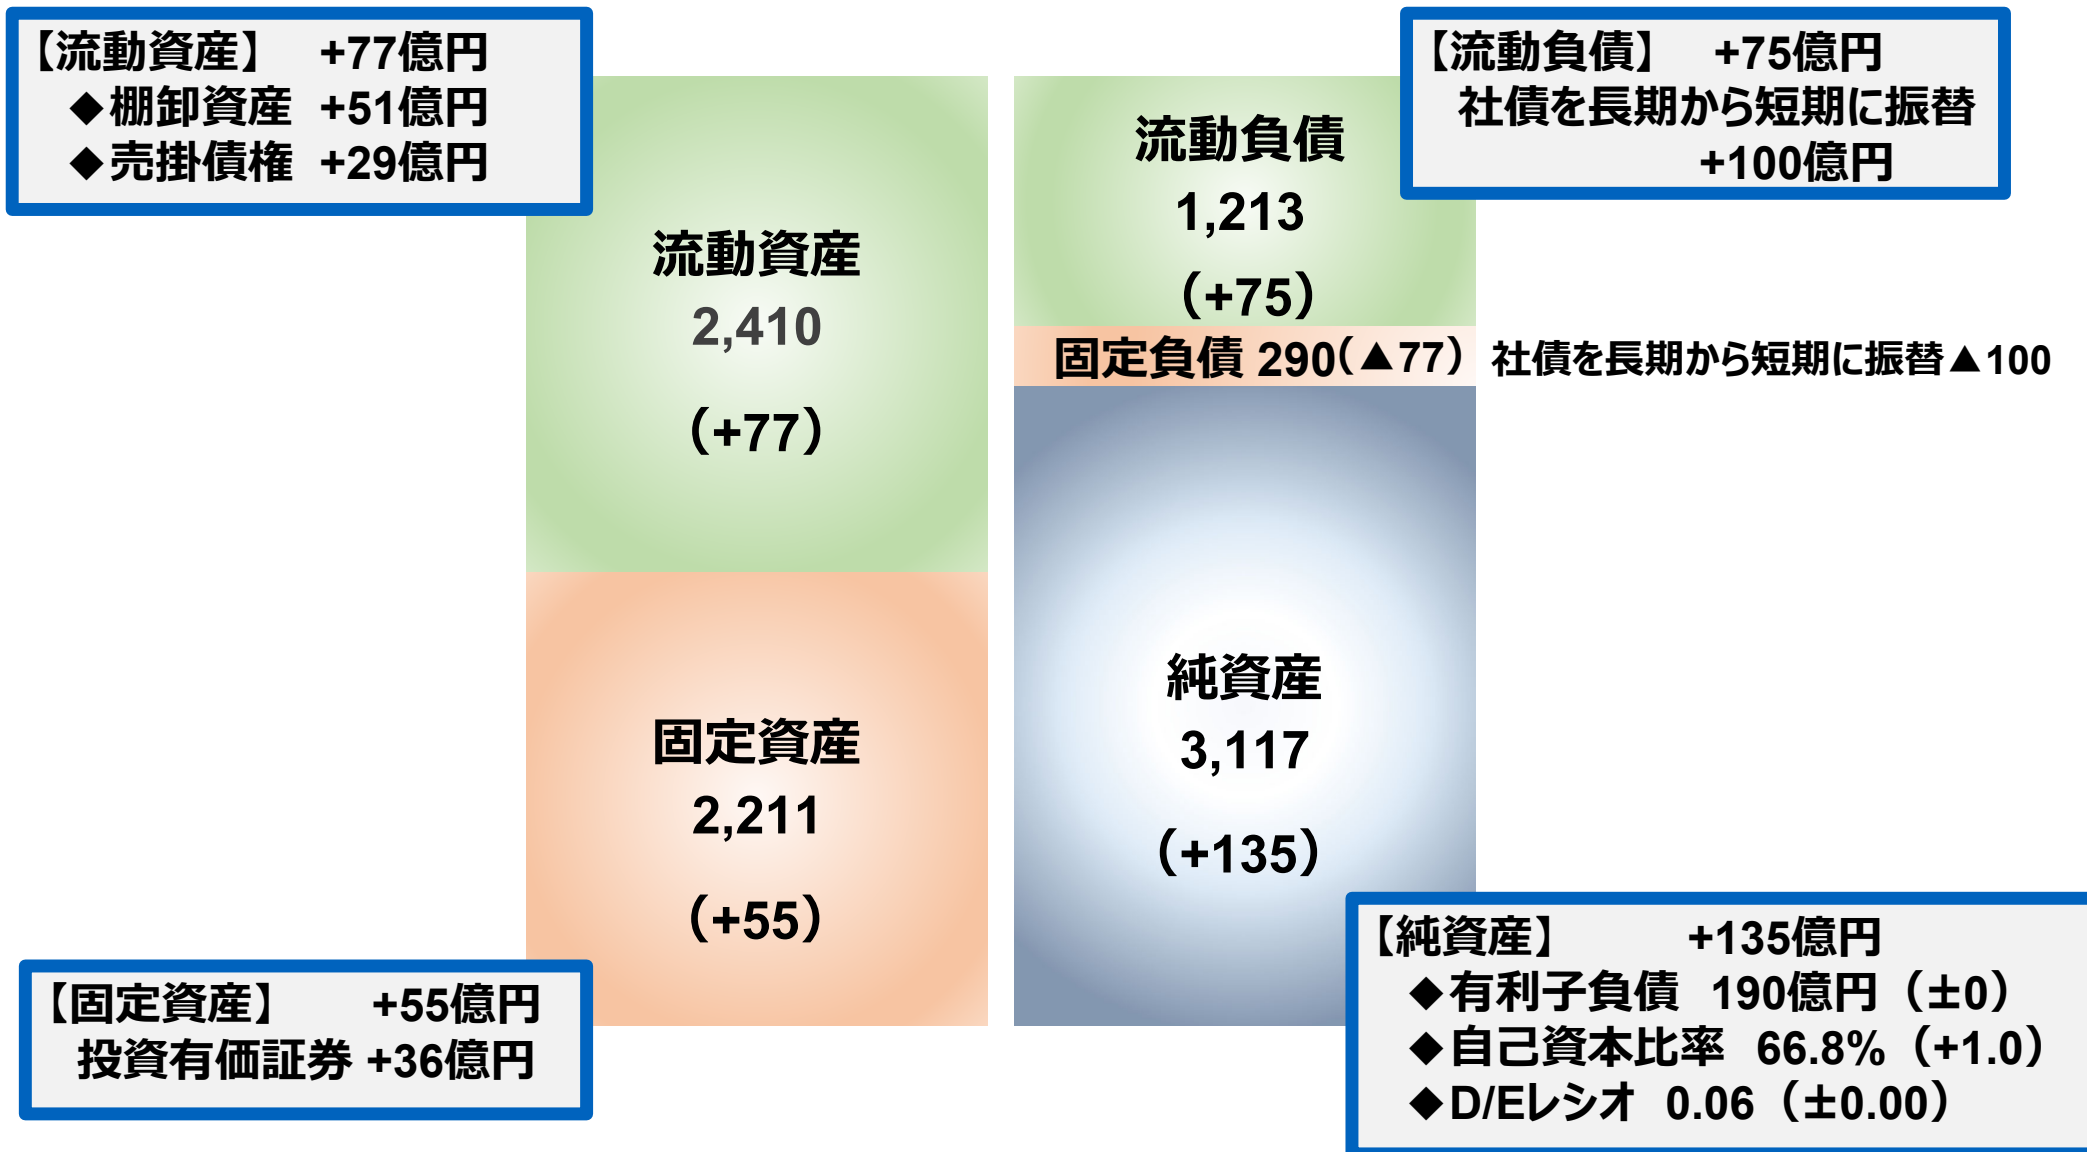 【流動資産】 +77億円
◆棚卸資産 +51億円
◆売掛債権 +29億円
流動資産
2,410
(+77)
固定資産
2,211
(+55)
【固定資産】 +55億円
投資有価証券 +36億円
【流動負債】 +75億円
社債を長期から短期に振替
+100億円
流動負債
1,213
(+75)
固定負債 290(▲77) 社債を長期から短期に振替▲100
純資産
3,117
(+135)
【純資産】 +135億円
◆有利子負債 190億円（±0）
◆自己資本比率 66.8%（+1.0）
◆D/Eレシオ 0.06（±0.00）